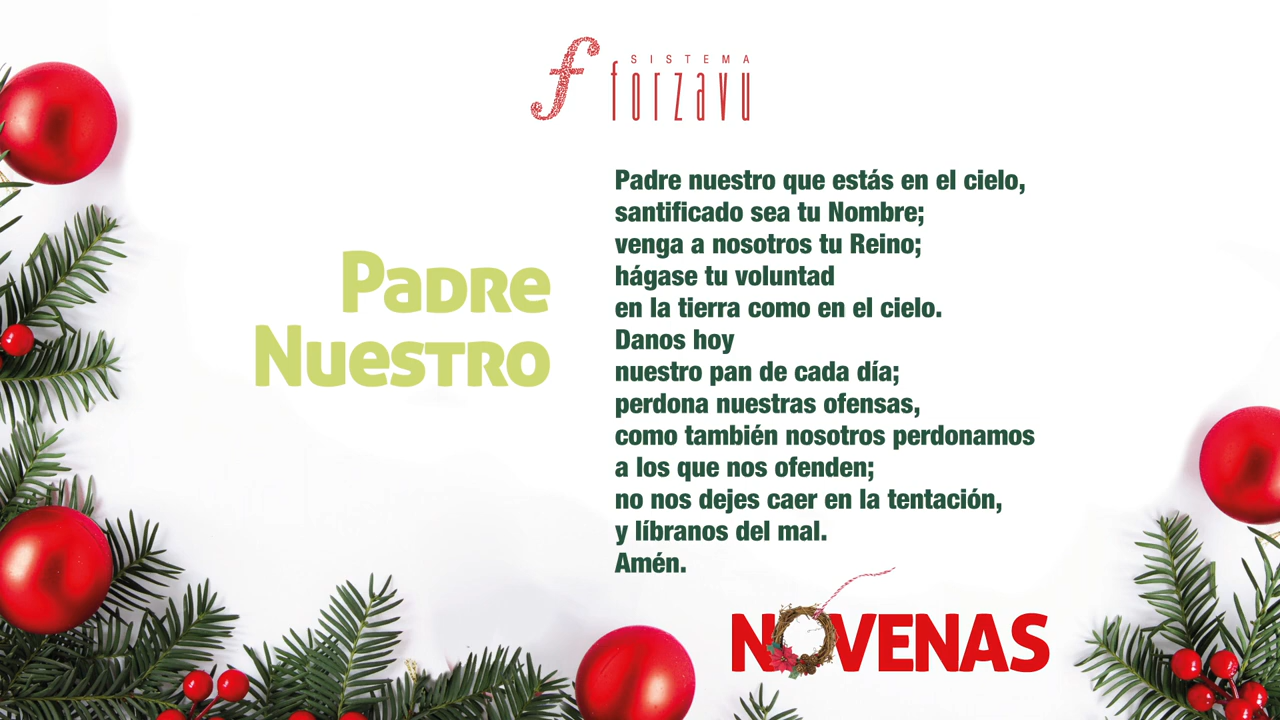 SISTEMA
forzavu
Padre
Nuestro
Padre nuestro que estás en el cielo,
santificado sea tu Nombre;
venga a nosotros tu Reino;
hágase tu voluntad
en la tierra como en el cielo.
Danos hoy
nuestro pan de cada día;
perdona nuestras ofensas,
como también nosotros perdonamos
a los que nos ofenden;
no nos dejes caer en la tentación,
y líbranos del mal.
Amén.
NOVENAS